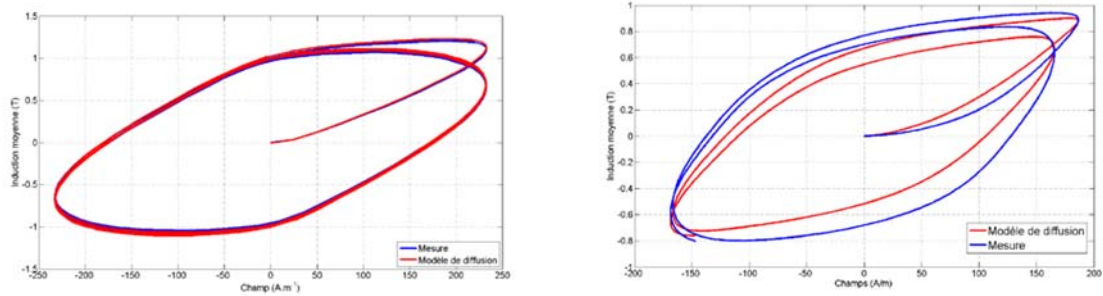 1.5
1
0.5
0
-0.5
-1
-1.5
Induction moyenne (T)
-250 -200 -150 -100 -50 0 50 100 150 200 250
Champ (A.m⁻¹)
Mesure
Modèle de diffusion
1
0.8
0.6
0.4
0.2
0
-0.2
-0.4
-0.6
-0.8
Induction moyenne (T)
-200 -150 -100 -50 0 50 100 150 200
Champs (A/m)
Modéle de diffusion
Mesure